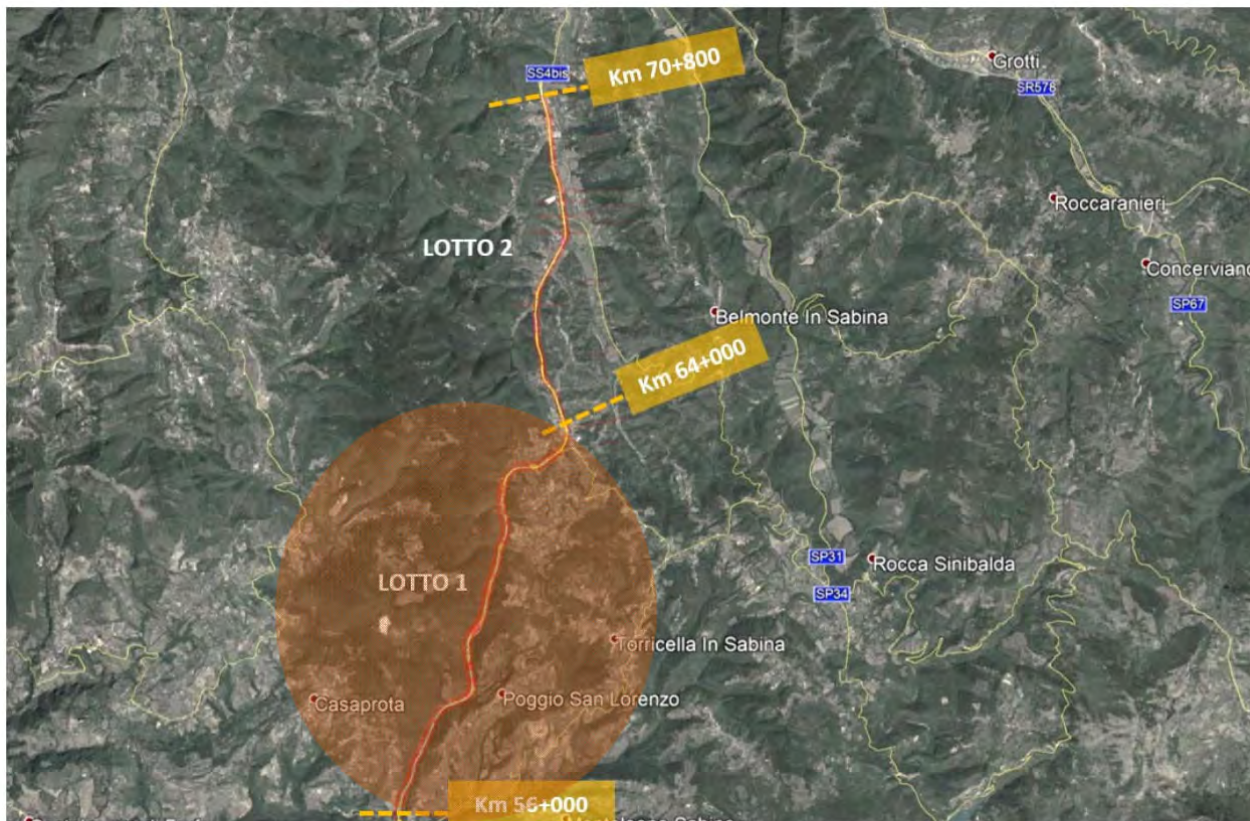 Grotti
SS4bis
Km 70+800
SR578
Roccaranieri
LOTTO 2
Concerviano
SP67
Belmonte In Sabina
Km 64+000
SP31
Rocca Sinibalda
LOTTO 1
SP34
Torricella In Sabina
Casaprota
Poggio San Lorenzo
Km 56+000